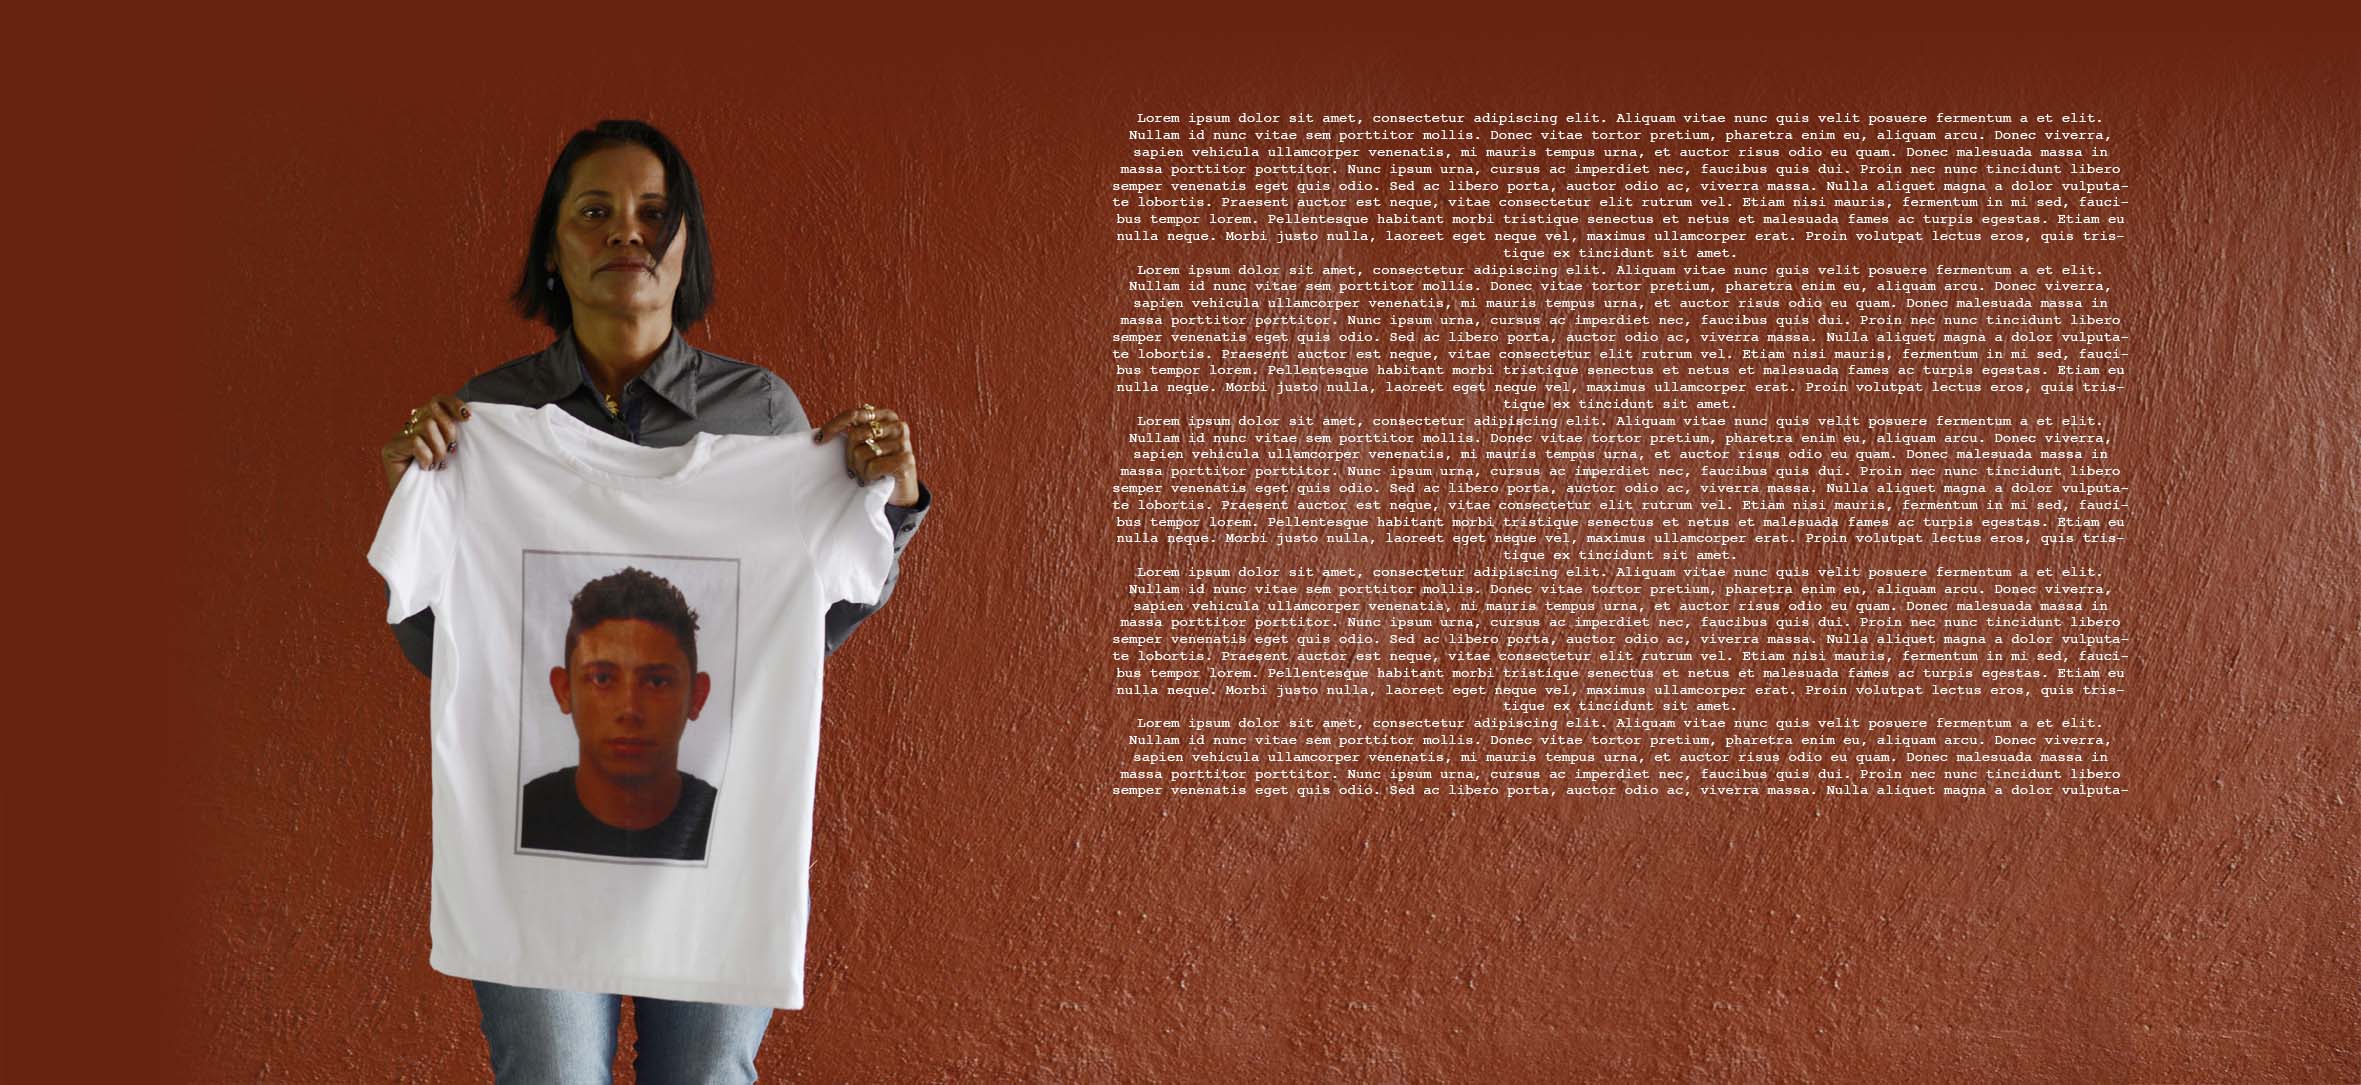 Lorem ipsum dolor sit amet, consectetur adipiscing elit. Aliquam vitae nunc quis velit posuere fermentum a et elit.
Nullam id nunc vitae sem porttitor mollis. Donec vitae tortor pretium, pharetra enim eu, aliquam arcu. Donec viverra,
sapien vehicula ullamcorper venenatis, mi mauris tempus urna, et auctor risus odio eu quam. Donec malesuada massa in
massa porttitor porttitor. Nunc ipsum urna, cursus ac imperdiet nec, faucibus quis dui. Proin nec nunc tincidunt libero
semper venenatis eget quis odio. Sed ac libero porta, auctor odio ac, viverra massa. Nulla aliquet magna a dolor vulputa-
te lobortis. Praesent auctor est neque, vitae consectetur elit rutrum vel. Etiam nisi mauris, fermentum in mi sed, fauci-
bus tempor lorem. Pellentesque habitant morbi tristique senectus et netus et malesuada fames ac turpis egestas. Etiam eu
nulla neque. Morbi justo nulla, laoreet eget neque vel, maximus ullamcorper erat. Proin volutpat lectus eros, quis tris-
tique ex tincidunt sit amet.
Lorem ipsum dolor sit amet, consectetur adipiscing elit. Aliquam vitae nunc quis velit posuere fermentum a et elit.
Nullam id nunc vitae sem porttitor mollis. Donec vitae tortor pretium, pharetra enim eu, aliquam arcu. Donec viverra,
sapien vehicula ullamcorper venenatis, mi mauris tempus urna, et auctor risus odio eu quam. Donec malesuada massa in
massa porttitor porttitor. Nunc ipsum urna, cursus ac imperdiet nec, faucibus quis dui. Proin nec nunc tincidunt libero
semper venenatis eget quis odio. Sed ac libero porta, auctor odio ac, viverra massa. Nulla aliquet magna a dolor vulputa-
te lobortis. Praesent auctor est neque, vitae consectetur elit rutrum vel. Etiam nisi mauris, fermentum in mi sed, fauci-
bus tempor lorem. Pellentesque habitant morbi tristique senectus et netus et malesuada fames ac turpis egestas. Etiam eu
nulla neque. Morbi justo nulla, laoreet eget neque vel, maximus ullamcorper erat. Proin volutpat lectus eros, quis tris-
tique ex tincidunt sit amet.
Lorem ipsum dolor sit amet, consectetur adipiscing elit. Aliquam vitae nunc quis velit posuere fermentum a et elit.
Nullam id nunc vitae sem porttitor mollis. Donec vitae tortor pretium, pharetra enim eu, aliquam arcu. Donec viverra,
sapien vehicula ullamcorper venenatis, mi mauris tempus urna, et auctor risus odio eu quam. Donec malesuada massa in
massa porttitor porttitor. Nunc ipsum urna, cursus ac imperdiet nec, faucibus quis dui. Proin nec nunc tincidunt libero
semper venenatis eget quis odio. Sed ac libero porta, auctor odio ac, viverra massa. Nulla aliquet magna a dolor vulputa-
te lobortis. Praesent auctor est neque, vitae consectetur elit rutrum vel. Etiam nisi mauris, fermentum in mi sed, fauci-
bus tempor lorem. Pellentesque habitant morbi tristique senectus et netus et malesuada fames ac turpis egestas. Etiam eu
nulla neque. Morbi justo nulla, laoreet eget neque vel, maximus ullamcorper erat. Proin volutpat lectus eros, quis tris-
tique ex tincidunt sit amet.
Lorem ipsum dolor sit amet, consectetur adipiscing elit. Aliquam vitae nunc quis velit posuere fermentum a et elit.
Nullam id nunc vitae sem porttitor mollis. Donec vitae tortor pretium, pharetra enim eu, aliquam arcu. Donec viverra,
sapien vehicula ullamcorper venenatis, mi mauris tempus urna, et auctor risus odio eu quam. Donec malesuada massa in
massa porttitor porttitor. Nunc ipsum urna, cursus ac imperdiet nec, faucibus quis dui. Proin nec nunc tincidunt libero
semper venenatis eget quis odio. Sed ac libero porta, auctor odio ac, viverra massa. Nulla aliquet magna a dolor vulputa-
te lobortis. Praesent auctor est neque, vitae consectetur elit rutrum vel. Etiam nisi mauris, fermentum in mi sed, fauci-
bus tempor lorem. Pellentesque habitant morbi tristique senectus et netus et malesuada fames ac turpis egestas. Etiam eu
nulla neque. Morbi justo nulla, laoreet eget neque vel, maximus ullamcorper erat. Proin volutpat lectus eros, quis tris-
tique ex tincidunt sit amet.
Lorem ipsum dolor sit amet, consectetur adipiscing elit. Aliquam vitae nunc quis velit posuere fermentum a et elit.
Nullam id nunc vitae sem porttitor mollis. Donec vitae tortor pretium, pharetra enim eu, aliquam arcu. Donec viverra,
sapien vehicula ullamcorper venenatis, mi mauris tempus urna, et auctor risus odio eu quam. Donec malesuada massa in
massa porttitor porttitor. Nunc ipsum urna, cursus ac imperdiet nec, faucibus quis dui. Proin nec nunc tincidunt libero
semper venenatis eget quis odio. Sed ac libero porta, auctor odio ac, viverra massa. Nulla aliquet magna a dolor vulputa-